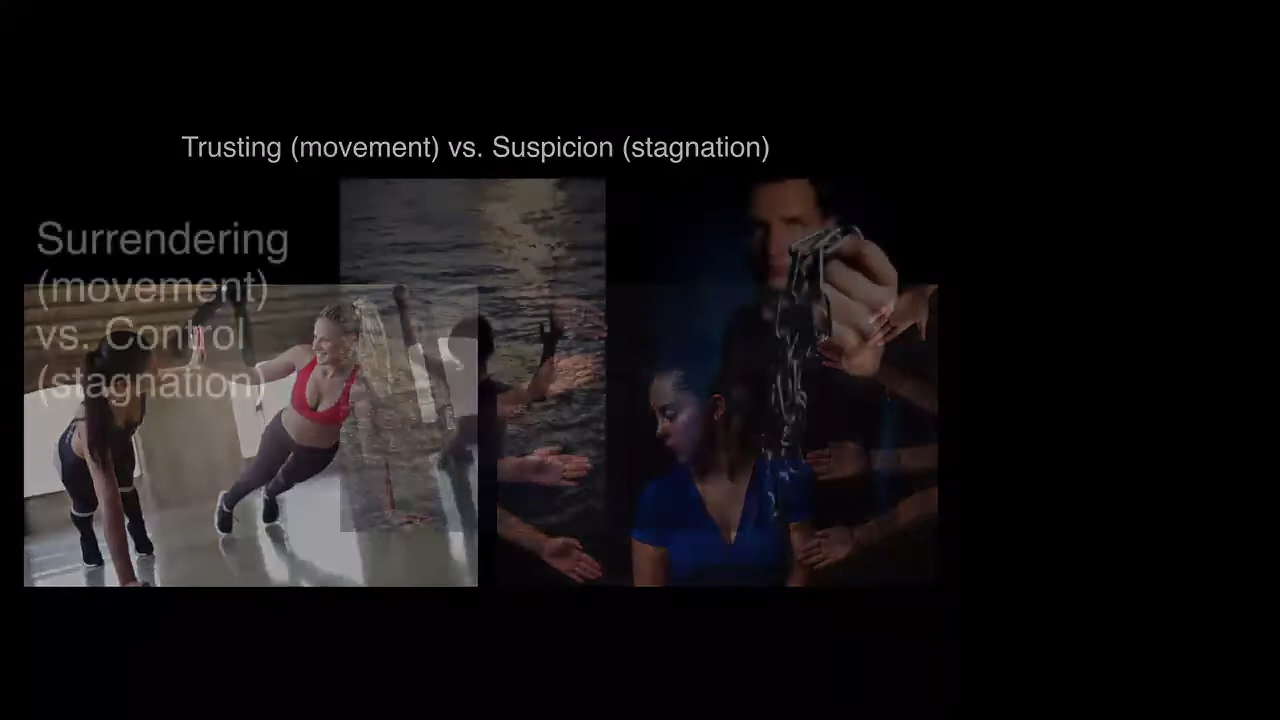 Trusting (movement) vs. Suspicion (stagnation)
Surrendering
(movement)
vs. Control
(stagnation)